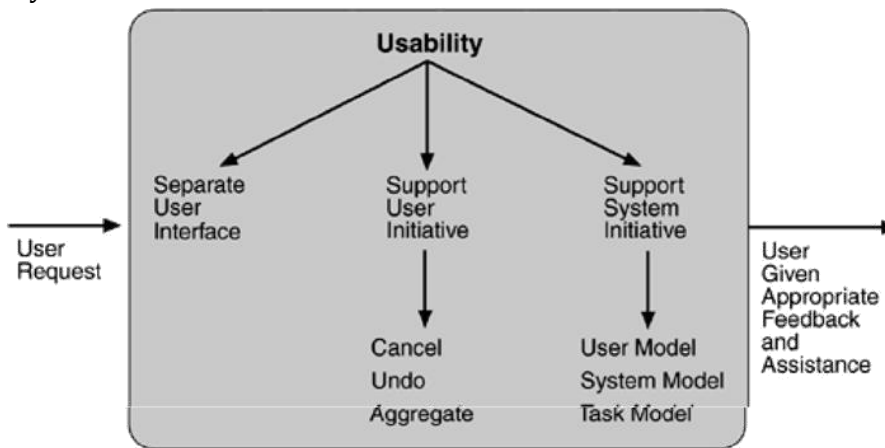 Usability
Separate
User
Interface
Support
User
Initiative
Support
System
Initiative
User
Request
Cancel
Undo
Aggregate
User Model
System Model
Task Model
User
Given
Appropriate
Feedback
and
Assistance